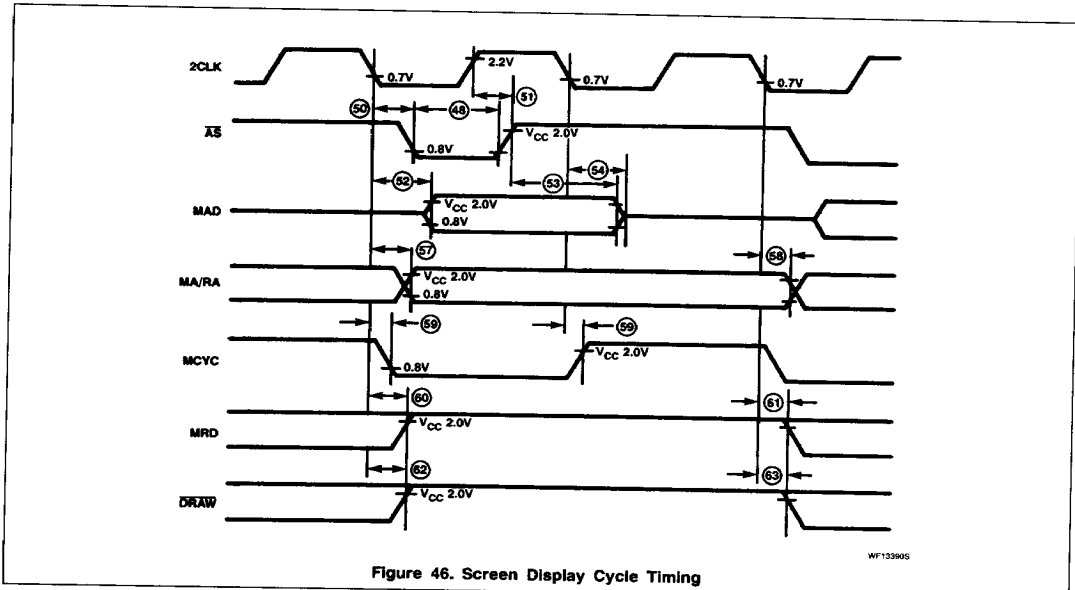 2CLK
0.7V
2.2V
0.7V
0.7V
50
48
51
AS
0.8V
VCC 2.0V
54
52
53
MAD
VCC 2.0V
0.8V
57
58
MA/RA
VCC 2.0V
0.8V
59
59
MCYC
0.8V
VCC 2.0V
60
61
MRD
VCC 2.0V
62
63
DRAW
VCC 2.0V
WF13390S
Figure 46. Screen Display Cycle Timing